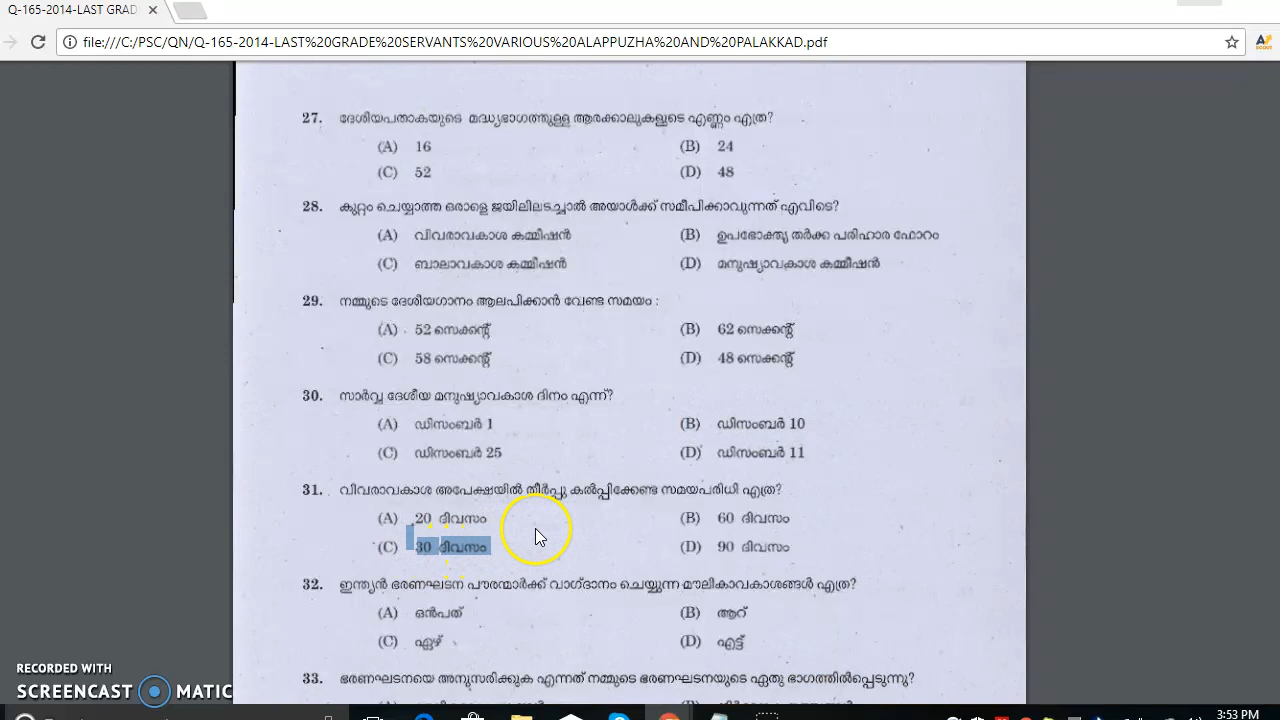 Q-165-2014-LAST GRAD
file:///C:/PSC/QN/Q-165-2014-LAST%20GRADE%20SERVANTS%20VARIOUS%20ALAPPUZHA%20AND%20PALAKKAD.pdf
27. ദേശീയപതാകയുടെ മദ്ധ്യഭാഗത്തുള്ള ആരക്കാലുകളുടെ എണ്ണം എത്ര?
(A) 16 (B) 24
(C) 52 (D) 48
28. കുറ്റം ചെയ്യാത്ത ഒരാളെ ജയിലിലടച്ചാൽ അയാൾക്ക് സമീപിക്കാവുന്നത് എവിടെ?
(A) വിവരാവകാശ കമ്മീഷൻ (B) ഉപഭോക്തൃ തർക്ക പരിഹാര ഫോറം
(C) ബാലാവകാശ കമ്മീഷൻ (D) മനുഷ്യാവകാശ കമ്മീഷൻ
29. നമ്മുടെ ദേശീയഗാനം ആലപിക്കാൻ വേണ്ട സമയം :
(A) 52 സെക്കന്റ് (B) 62 സെക്കന്റ്
(C) 58 സെക്കന്റ് (D) 48 സെക്കന്റ്
30. സാർവ്വ ദേശീയ മനുഷ്യാവകാശ ദിനം എന്ന്?
(A) ഡിസംബർ 1 (B) ഡിസംബർ 10
(C) ഡിസംബർ 25 (D) ഡിസംബർ 11
31. വിവരാവകാശ അപേക്ഷയിൽ തീർപ്പു കൽപ്പിക്കേണ്ട സമയപരിധി എത്ര?
(A) 20 ദിവസം (B) 60 ദിവസം
(C) 30 ദിവസം (D) 90 ദിവസം
32. ഇന്ത്യൻ ഭരണഘടന പൗരന്മാർക്ക് വാഗ്ദാനം ചെയ്യുന്ന മൗലികാവകാശങ്ങൾ എത്ര?
(A) ഒൻപത് (B) ആറ്
(C) ഏഴ് (D) എട്ട്
33. ഭരണഘടനയെ അനുസരിക്കുക എന്നത് നമ്മുടെ ഭരണഘടനയുടെ ഏതു ഭാഗത്തിൽപ്പെടുന്നു?
RECORDED WITH
SCREENCAST MATIC
3:53 PM